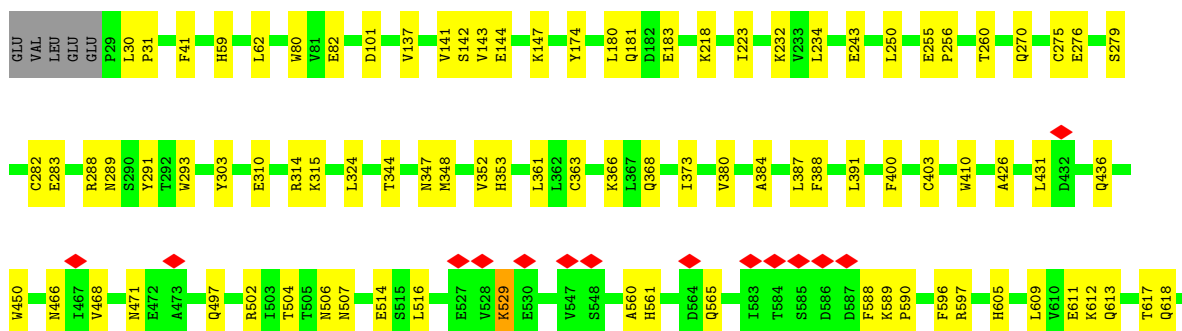 GLU VAL LEU GLU GLU P29 L30 P31 F41 H59 L62 W80 V81 E82 D101 V137 V141 S142 V143 E144 K147 Y174 L180 Q181 D182 E183 K218 I223 K232 V233 L234 E243 L250 E255 P256 T260 Q270 C275 E276 S279
C282 E283 R288 N289 S290 Y291 T292 W293 Y303 E310 R314 K315 L324 T344 N347 M348 V352 H353 L361 L362 C363 K366 L367 Q368 I373 V380 A384 L387 F388 L391 F400 C403 W410 A426 L431 D432 Q436
W450 N466 I467 V468 N471 E472 A473 Q497 R502 I503 T504 T505 N506 N507 E514 S515 L516 E527 V528 K529 E530 V547 S548 A560 H561 D564 Q565 I583 T584 S585 D586 D587 F588 K589 P590 F596 R597 H605 L609 V610 E611 K612 Q613 T617 Q618